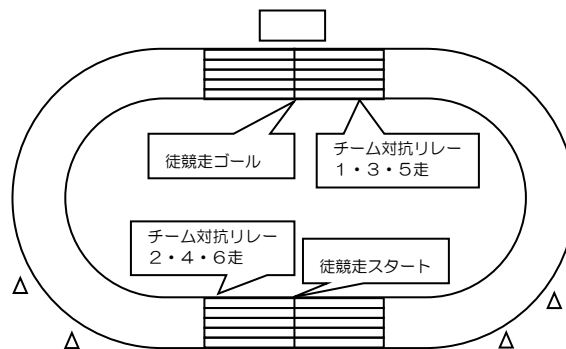 徒競走ゴール
チーム対抗リレー
１・３・５走
チーム対抗リレー
２・４・６走
徒競走スタート